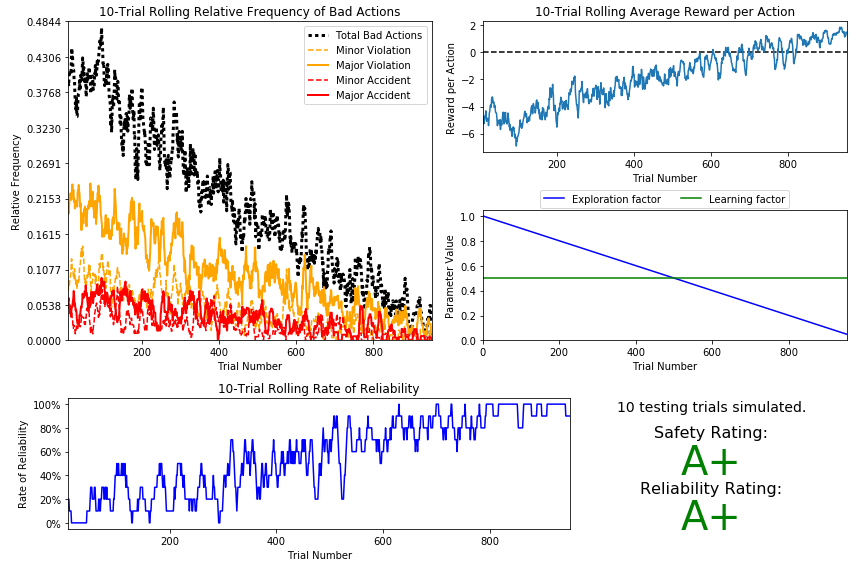 10-Trial Rolling Relative Frequency of Bad Actions
Relative Frequency
0.4844
0.4306
0.3768
0.3230
0.2691
0.2153
0.1615
0.1077
0.0538
0.0000
Total Bad Actions
Minor Violation
Major Violation
Minor Accident
Major Accident
200 400 600 800
Trial Number
10-Trial Rolling Average Reward per Action
Reward per Action
2
0
−2
−4
−6
200 400 600 800
Trial Number
Exploration factor Learning factor
Parameter Value
1.0
0.8
0.6
0.4
0.2
0.0
0 200 400 600 800
Trial Number
10-Trial Rolling Rate of Reliability
Rate of Reliability
100%
80%
60%
40%
20%
0%
200 400 600 800
Trial Number
10 testing trials simulated.
Safety Rating:
A+
Reliability Rating:
A+